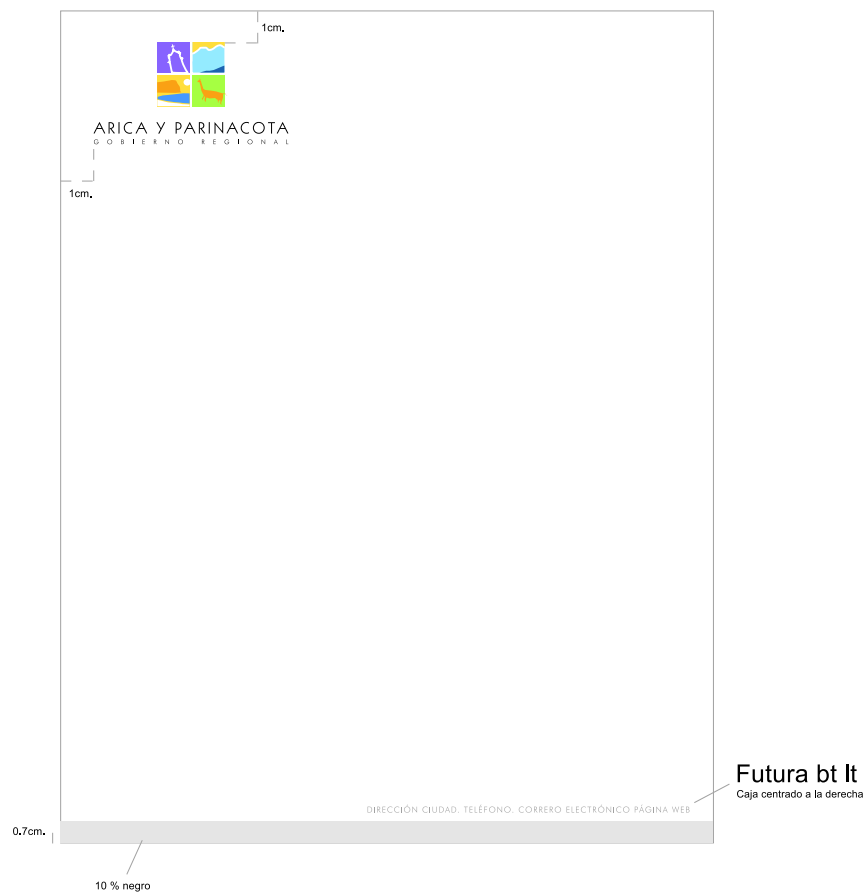 1cm.
ARICA Y PARINACOTA
GOBIERNO REGIONAL
1cm.
Futura bt lt
Caja centrado a la derecha
DIRECCIÓN CIUDAD. TELÉFONO. CORRERO ELECTRÓNICO PÁGINA WEB
0.7cm.
10 % negro